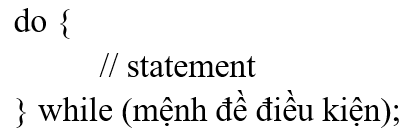 do {
// statement
} while (mệnh đề điều kiện);